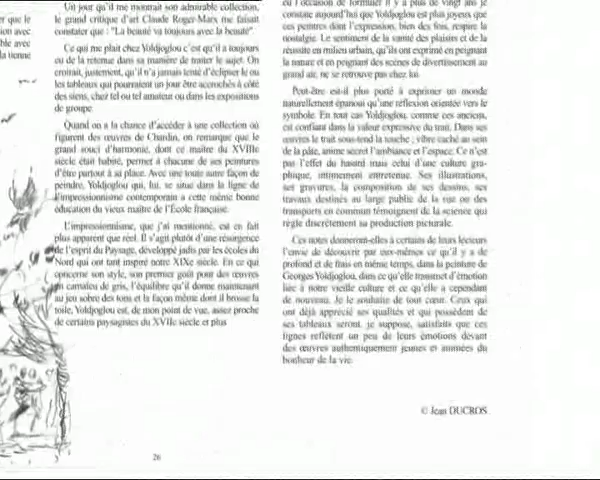 er que le
ion avec
ble avec
la tienne
Un jour qu'il me montrait son admirable collection,
le grand critique d'art Claude Roger-Marx me faisait
constater que : "La beauté va toujours avec la beauté".
Ce qui me plait chez Yoldjoglou c'est qu'il a toujours
eu de la retenue dans sa manière de traiter le sujet. On
croirait, justement, qu'il n'a jamais tenté d'éclipser le ou
les tableaux qui pourraient un jour être accrochés à côté
des siens, chez tel ou tel amateur ou dans les expositions
de groupe.
Quand on a la chance d'accéder à une collection où
figurent des œuvres de Chardin, on remarque que le
grand souci d'harmonie, dont ce maître du XVIIIe
siècle était habité, permet à chacune de ses peintures
d'être partout à sa place. Avec une toute autre façon de
peindre, Yoldjoglou qui, lui, se situe dans la ligne de
l'impressionnisme contemporain a cette même bonne
éducation du vieux maître de l'École française.
L'impressionnisme, que j'ai mentionné, est en fait
plus apparent que réel. Il s'agit plutôt d'une résurgence
de l'esprit du Paysage, développé jadis par les écoles du
Nord qui ont tant inspiré notre XIXe siècle. En ce qui
concerne son style, son premier goût pour des œuvres
en camaïeu de gris, l'équilibre qu'il donne maintenant
au jeu sobre des tons et la façon même dont il brosse la
toile, Yoldjoglou est, de mon point de vue, assez proche
de certains paysagistes du XVIIe siècle et plus
26
eu l'occasion de formuler il y a plus de vingt ans je
constate aujourd'hui que Yoldjoglou est plus joyeux que
ces peintres dont l'expression, bien des fois, respire la
nostalgie. Le sentiment de la vanité des plaisirs et de la
réussite en milieu urbain, qu'ils ont exprimé en peignant
la nature et en peignant des scènes de divertissement au
grand air, ne se retrouve pas chez lui.
Peut-être est-il plus porté à exprimer un monde
naturellement épanoui qu'une réflexion orientée vers le
symbole. En tout cas Yoldjoglou, comme ces anciens,
est confiant dans la valeur expressive du trait. Dans ses
œuvres le trait sous-tend la touche ; vibre caché au sein
de la pâte, anime secret l'ambiance et l'espace. Ce n'est
pas l'effet du hasard mais celui d'une culture gra-
phique, intimement entretenue. Ses illustrations,
ses gravures, la composition de ses dessins, ses
travaux destinés au large public de la rue ou des
transports en commun témoignent de la science qui
règle discrètement sa production picturale.
Ces notes donneront-elles à certains de leurs lecteurs
l'envie de découvrir par eux-mêmes ce qu'il y a de
profond et de frais en même temps, dans la peinture de
Georges Yoldjoglou, dans ce qu'elle transmet d'émotion
liée à notre vieille culture et ce qu'elle a cependant
de nouveau. Je le souhaite de tout cœur. Ceux qui
ont déjà apprécié ses qualités et qui possèdent de
ses tableaux seront, je suppose, satisfaits que ces
lignes reflètent un peu de leurs émotions devant
des œuvres authentiquement jeunes et animées du
bonheur de la vie.
© Jean DUCROS